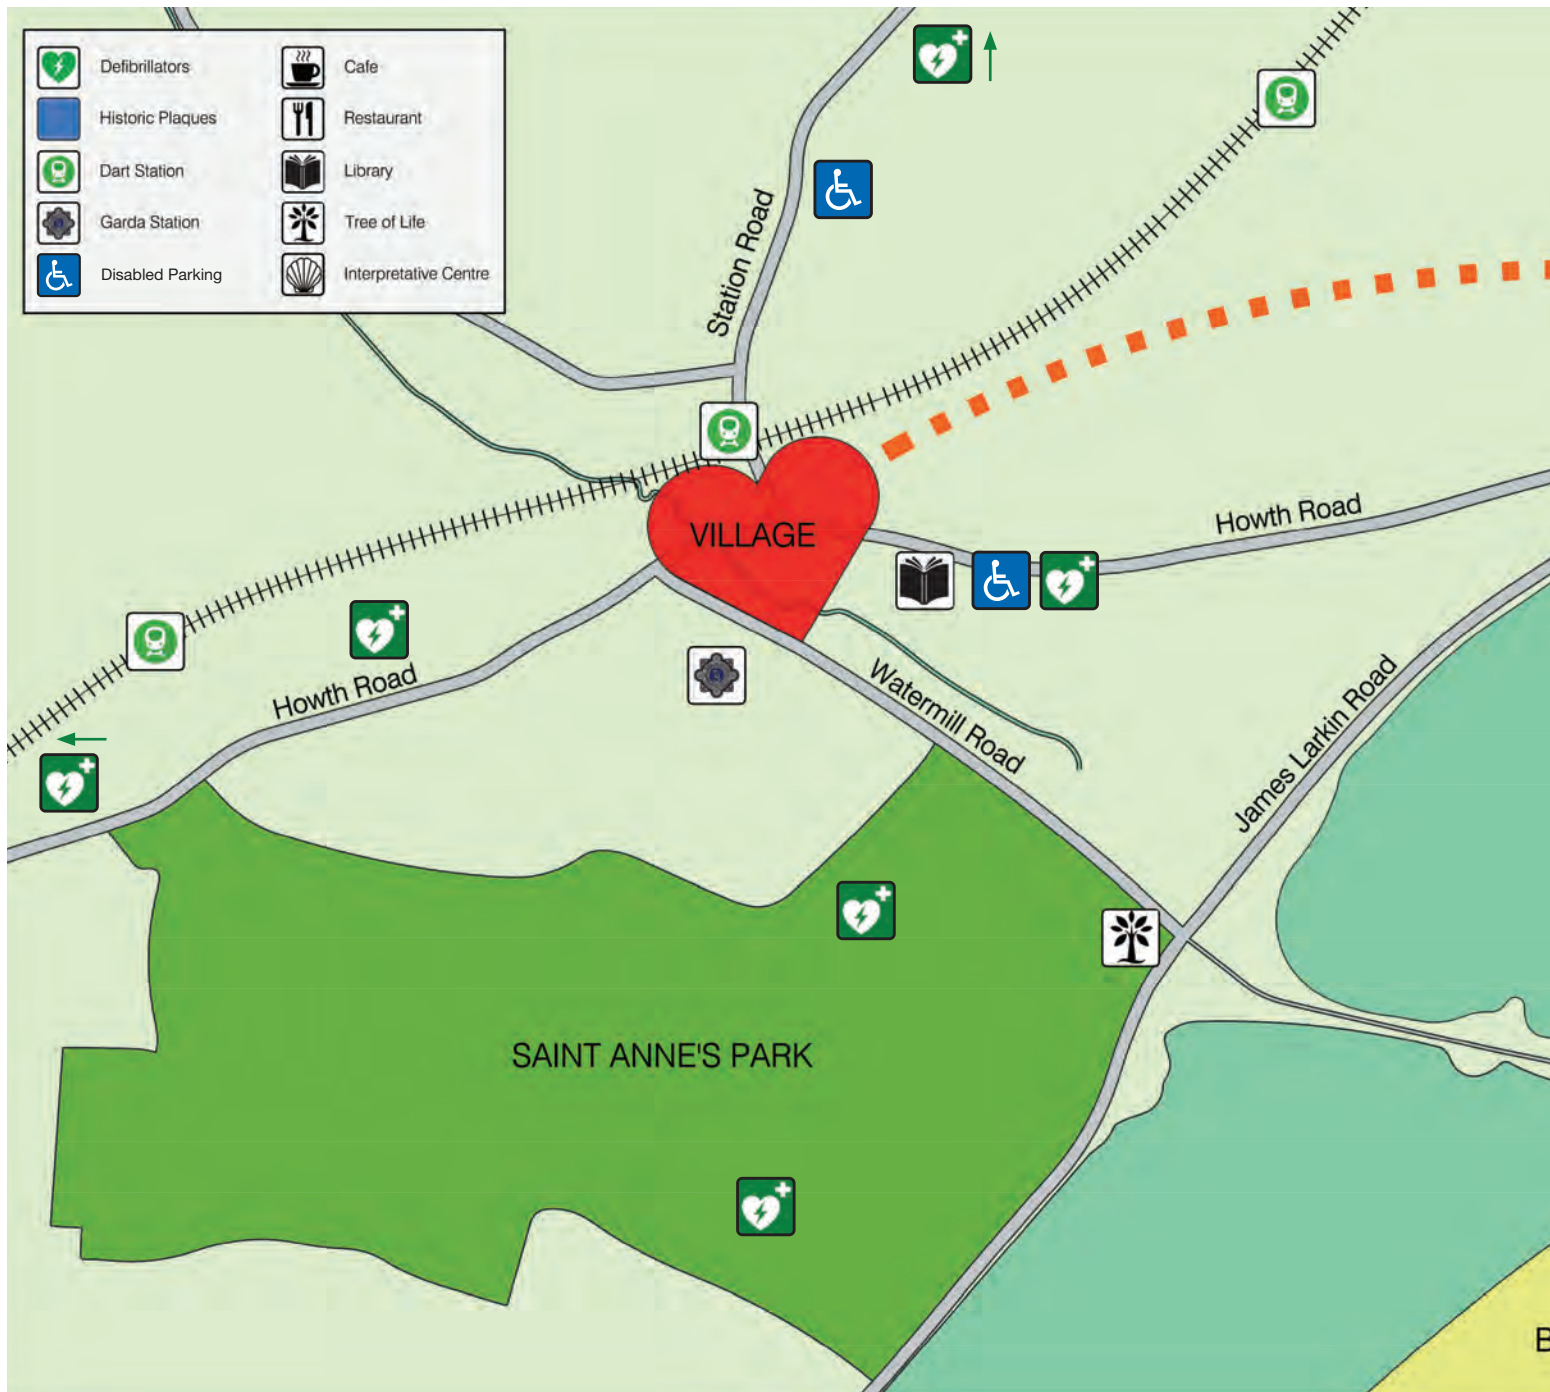 Defibrillators
Historic Plaques
Dart Station
Garda Station
Disabled Parking
Cafe
Restaurant
Library
Tree of Life
Interpretative Centre
Station Road
VILLAGE
Howth Road
Howth Road
Watermill Road
James Larkin Road
SAINT ANNE'S PARK
B